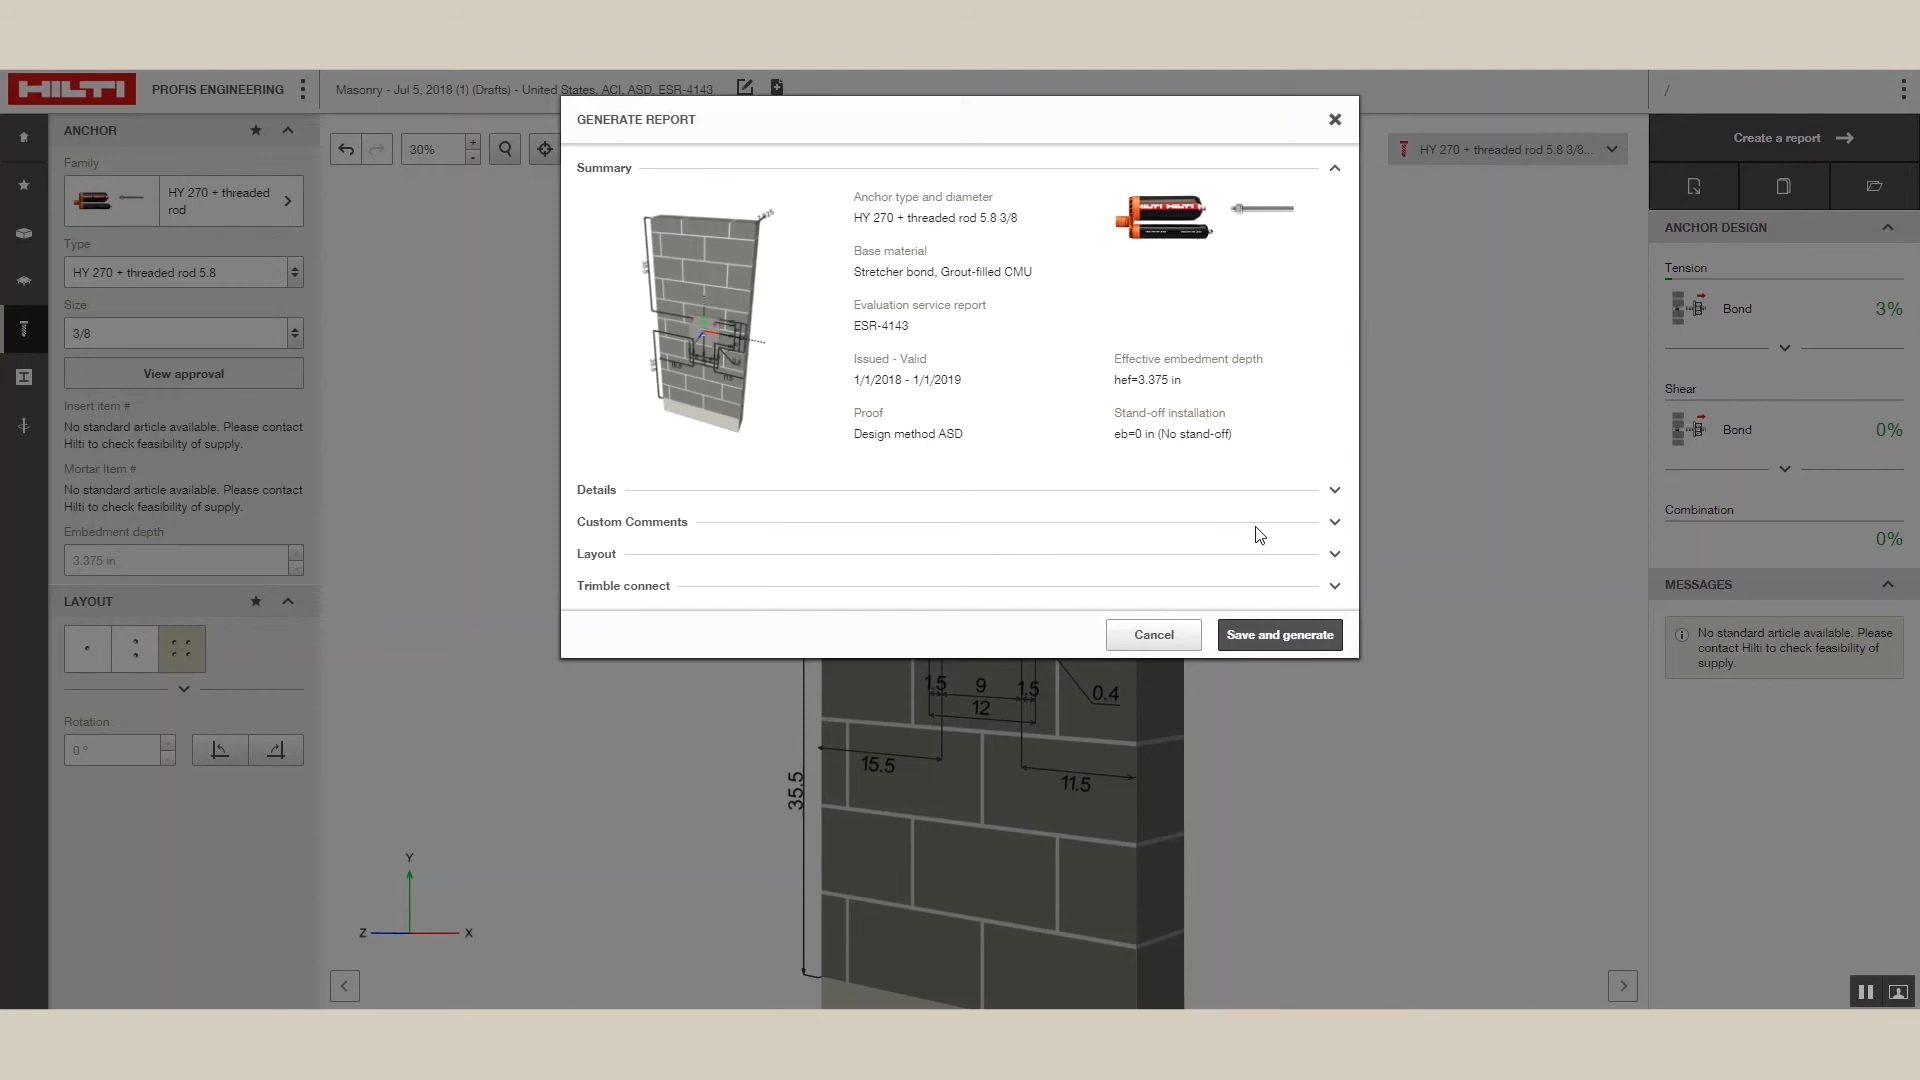 HILTI
PROFIS ENGINEERING
Masonry - Jul 5, 2018 (1) (Drafts) - United States, ACI, ASD, ESR-4143
/
ANCHOR
Family
HY 270 + threaded
rod
Type
HY 270 + threaded rod 5.8
Size
3/8
View approval
Insert item #
No standard article available. Please contact
Hilti to check feasibility of supply.
Mortar Item #
No standard article available. Please contact
Hilti to check feasibility of supply.
Embedment depth
3.375 in
LAYOUT
Rotation
0 °
30%
HY 270 + threaded rod 5.8 3/8...
GENERATE REPORT
Summary
Anchor type and diameter
HY 270 + threaded rod 5.8 3/8
Base material
Stretcher bond, Grout-filled CMU
Evaluation service report
ESR-4143
Issued - Valid
1/1/2018 - 1/1/2019
Effective embedment depth
hef=3.375 in
Proof
Design method ASD
Stand-off installation
eb=0 in (No stand-off)
Details
Custom Comments
Layout
Trimble connect
Cancel
Save and generate
1.5
9
1.5
0.4
12
15.5
11.5
35.5
Y
Z
X
Create a report
ANCHOR DESIGN
Tension
Bond
3%
Shear
Bond
0%
Combination
0%
MESSAGES
No standard article available. Please
contact Hilti to check feasibility of
supply.